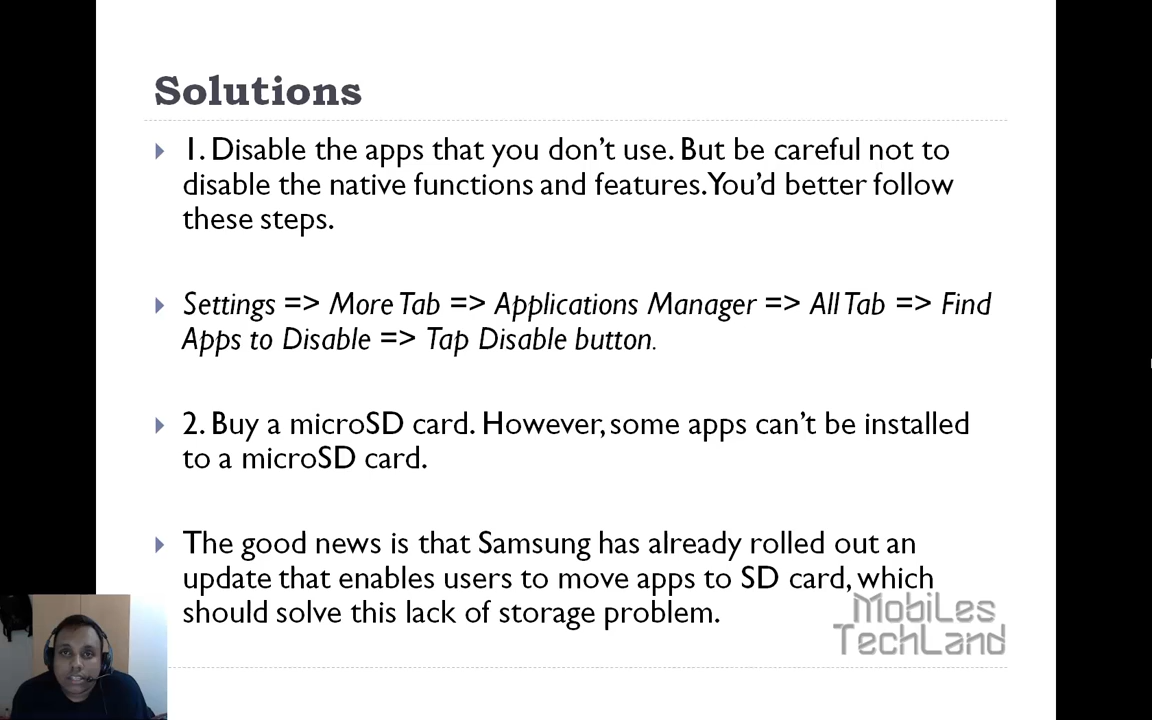 Solutions
1. Disable the apps that you don't use. But be careful not to
disable the native functions and features. You'd better follow
these steps.
Settings => More Tab => Applications Manager => All Tab => Find
Apps to Disable => Tap Disable button.
2. Buy a microSD card. However, some apps can't be installed
to a microSD card.
The good news is that Samsung has already rolled out an
update that enables users to move apps to SD card, which
should solve this lack of storage problem.
MobiLes
TechLand